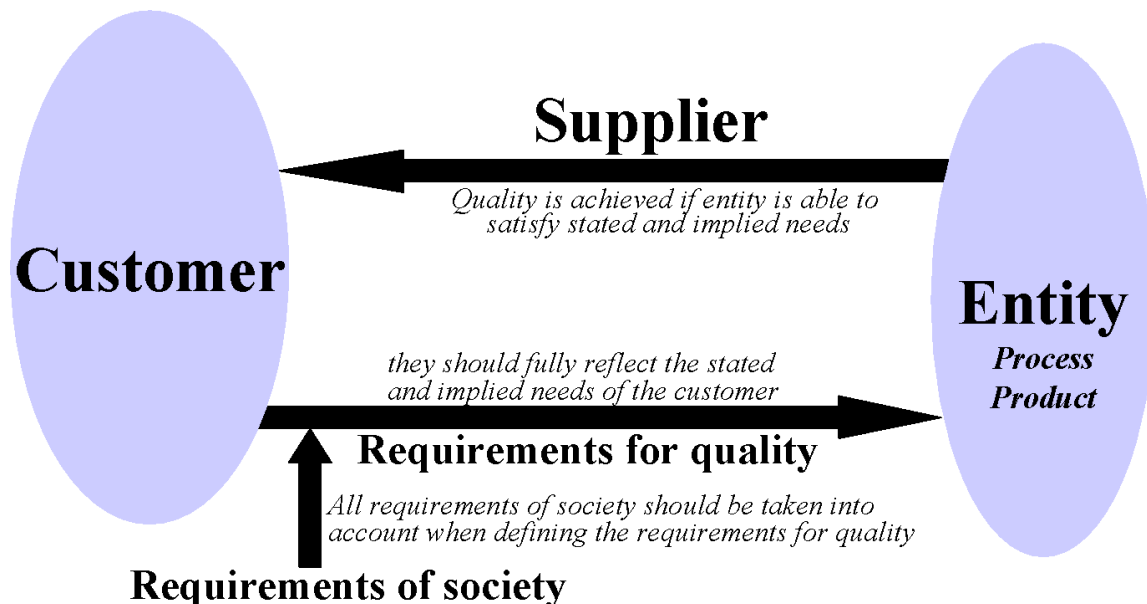 Supplier
Quality is achieved if entity is able to
satisfy stated and implied needs
Customer
Entity
Process
Product
they should fully reflect the stated
and implied needs of the customer
Requirements for quality
All requirements of society should be taken into
account when defining the requirements for quality
Requirements of society